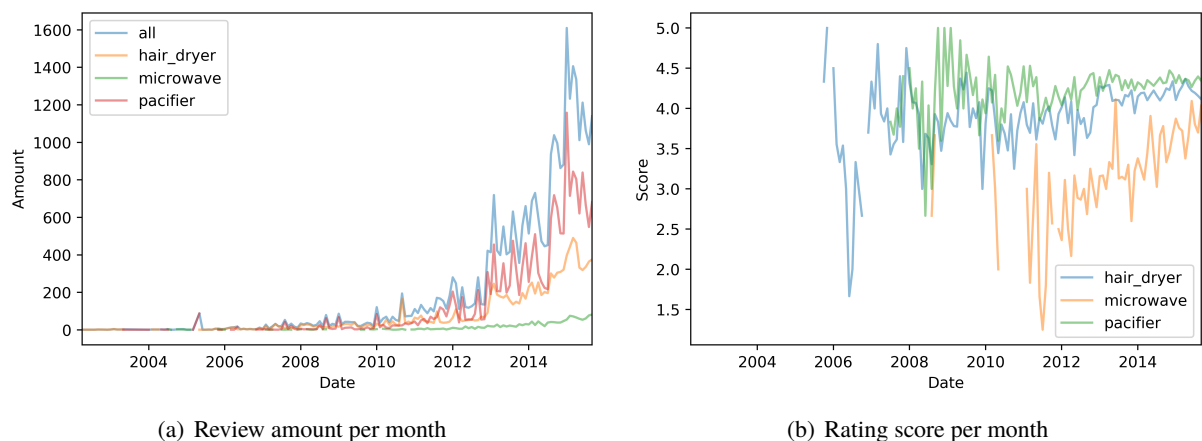 1600
1400
1200
1000
800
600
400
200
0
Amount
all
hair_dryer
microwave
pacifier
2004 2006 2008 2010 2012 2014
Date
(a) Review amount per month
5.0
4.5
4.0
3.5
3.0
2.5
2.0
1.5
Score
hair_dryer
microwave
pacifier
2004 2006 2008 2010 2012 2014
Date
(b) Rating score per month